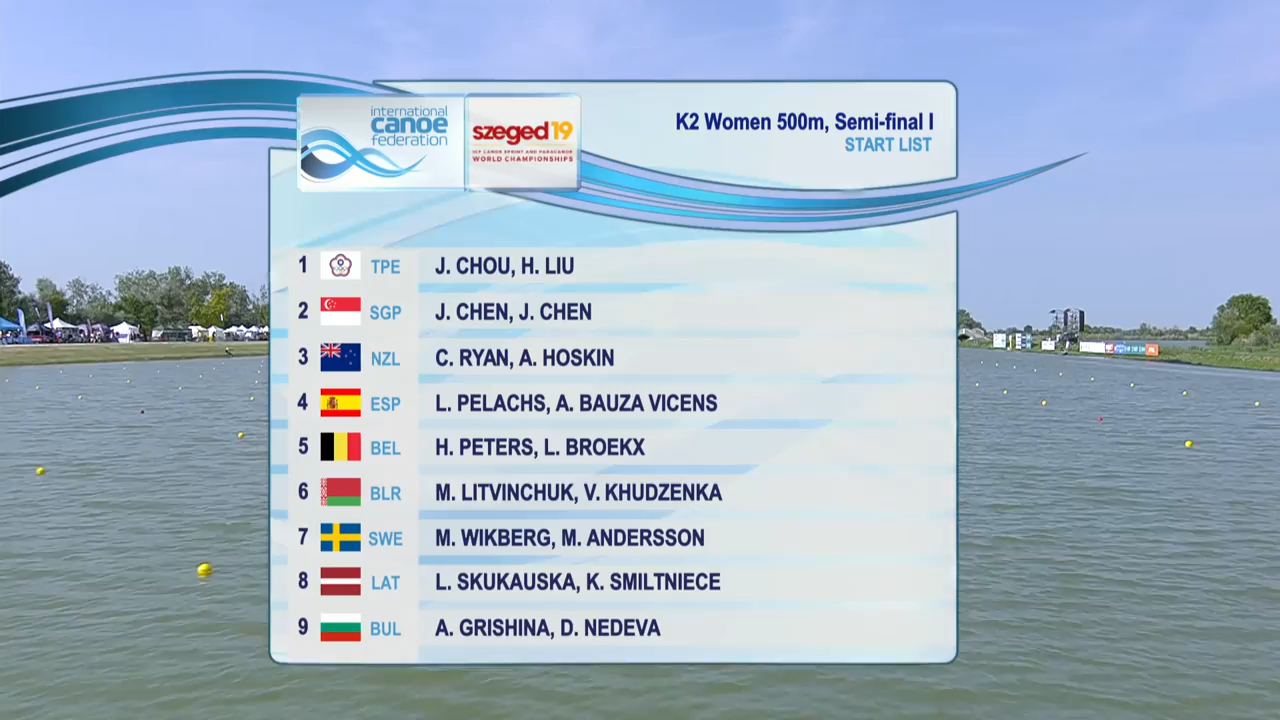 international
canoe
federation
szeged19
ICF CANOE SPRINT AND PARACANOE
WORLD CHAMPIONSHIPS
K2 Women 500m, Semi-final I
START LIST
1 TPE J. CHOU, H. LIU
2 SGP J. CHEN, J. CHEN
3 NZL C. RYAN, A. HOSKIN
4 ESP L. PELACHS, A. BAUZA VICENS
5 BEL H. PETERS, L. BROEKX
6 BLR M. LITVINCHUK, V. KHUDZENKA
7 SWE M. WIKBERG, M. ANDERSSON
8 LAT L. SKUKAUSKA, K. SMILTNIECE
9 BUL A. GRISHINA, D. NEDEVA